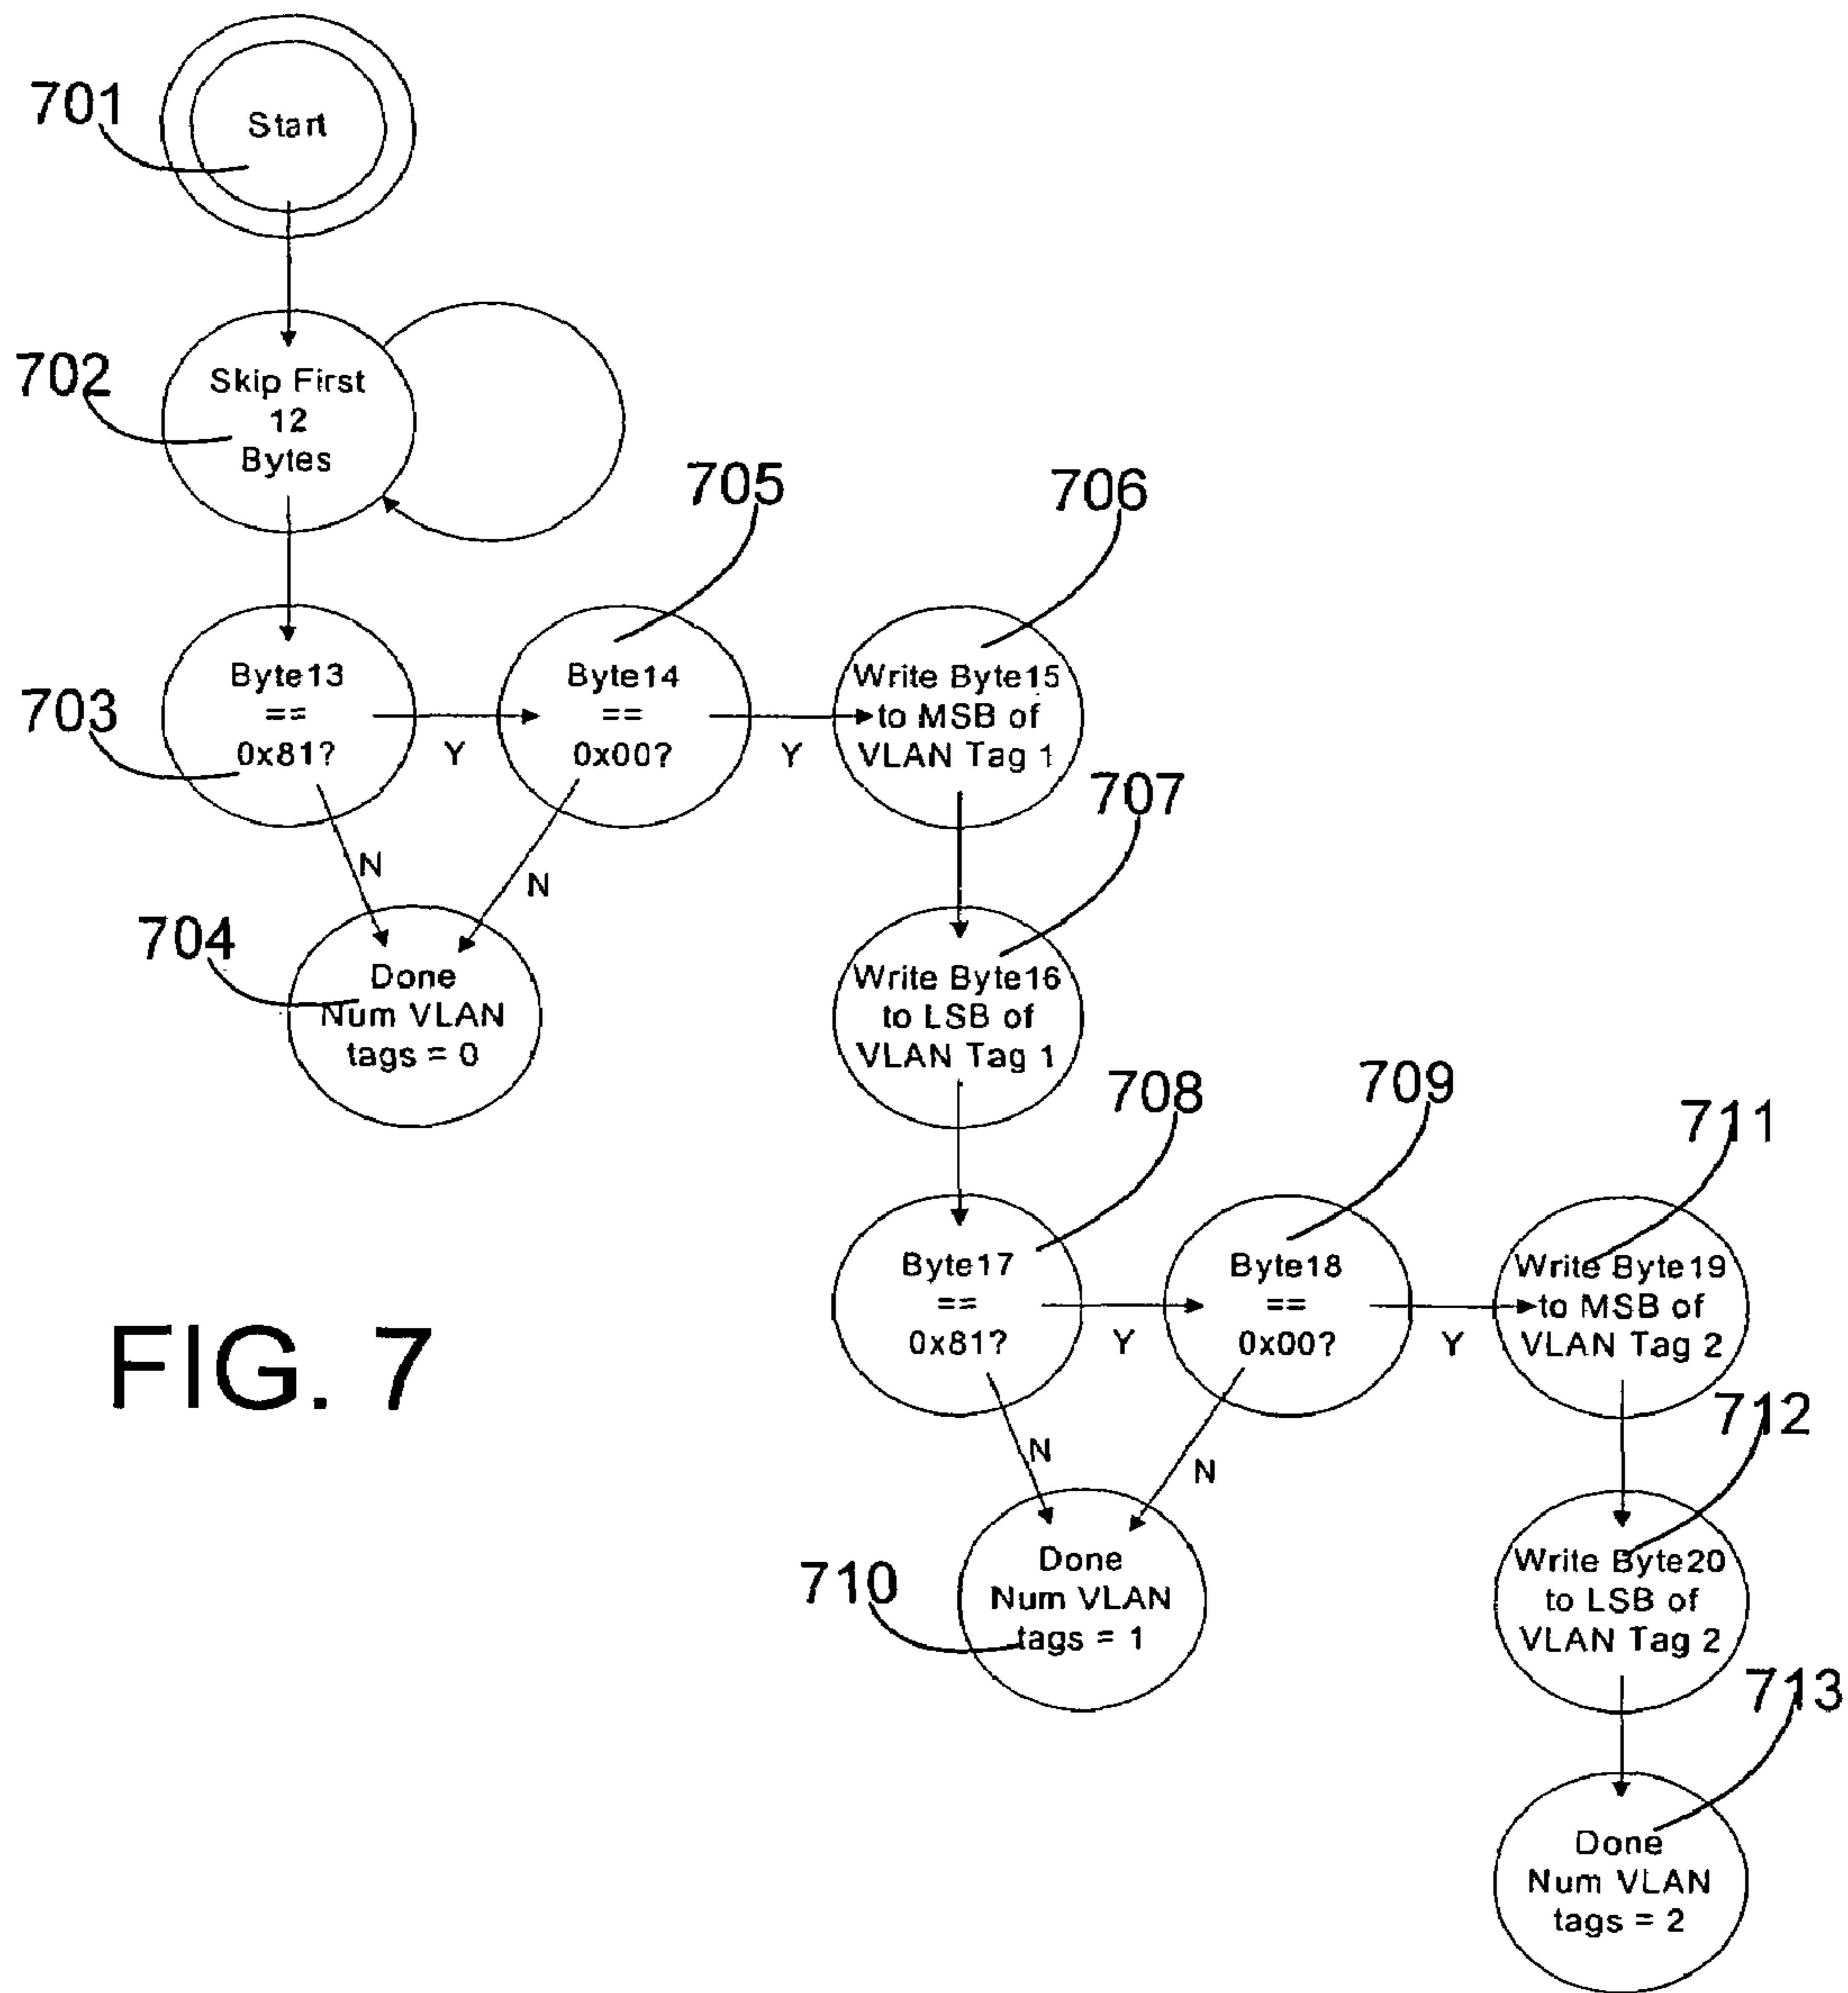 701
Start
702
Skip First
12
Bytes
705
706
703
Byte13
==
0x81?
Y
Byte14
==
0x00?
Y
Write Byte15
to MSB of
VLAN Tag 1
707
N
N
704
Done
Num VLAN
tags = 0
Write Byte16
to LSB of
VLAN Tag 1
708
709
711
Byte17
==
0x81?
Y
Byte18
==
0x00?
Y
Write Byte19
to MSB of
VLAN Tag 2
FIG. 7
712
N
N
710
Done
Num VLAN
tags = 1
Write Byte20
to LSB of
VLAN Tag 2
713
Done
Num VLAN
tags = 2